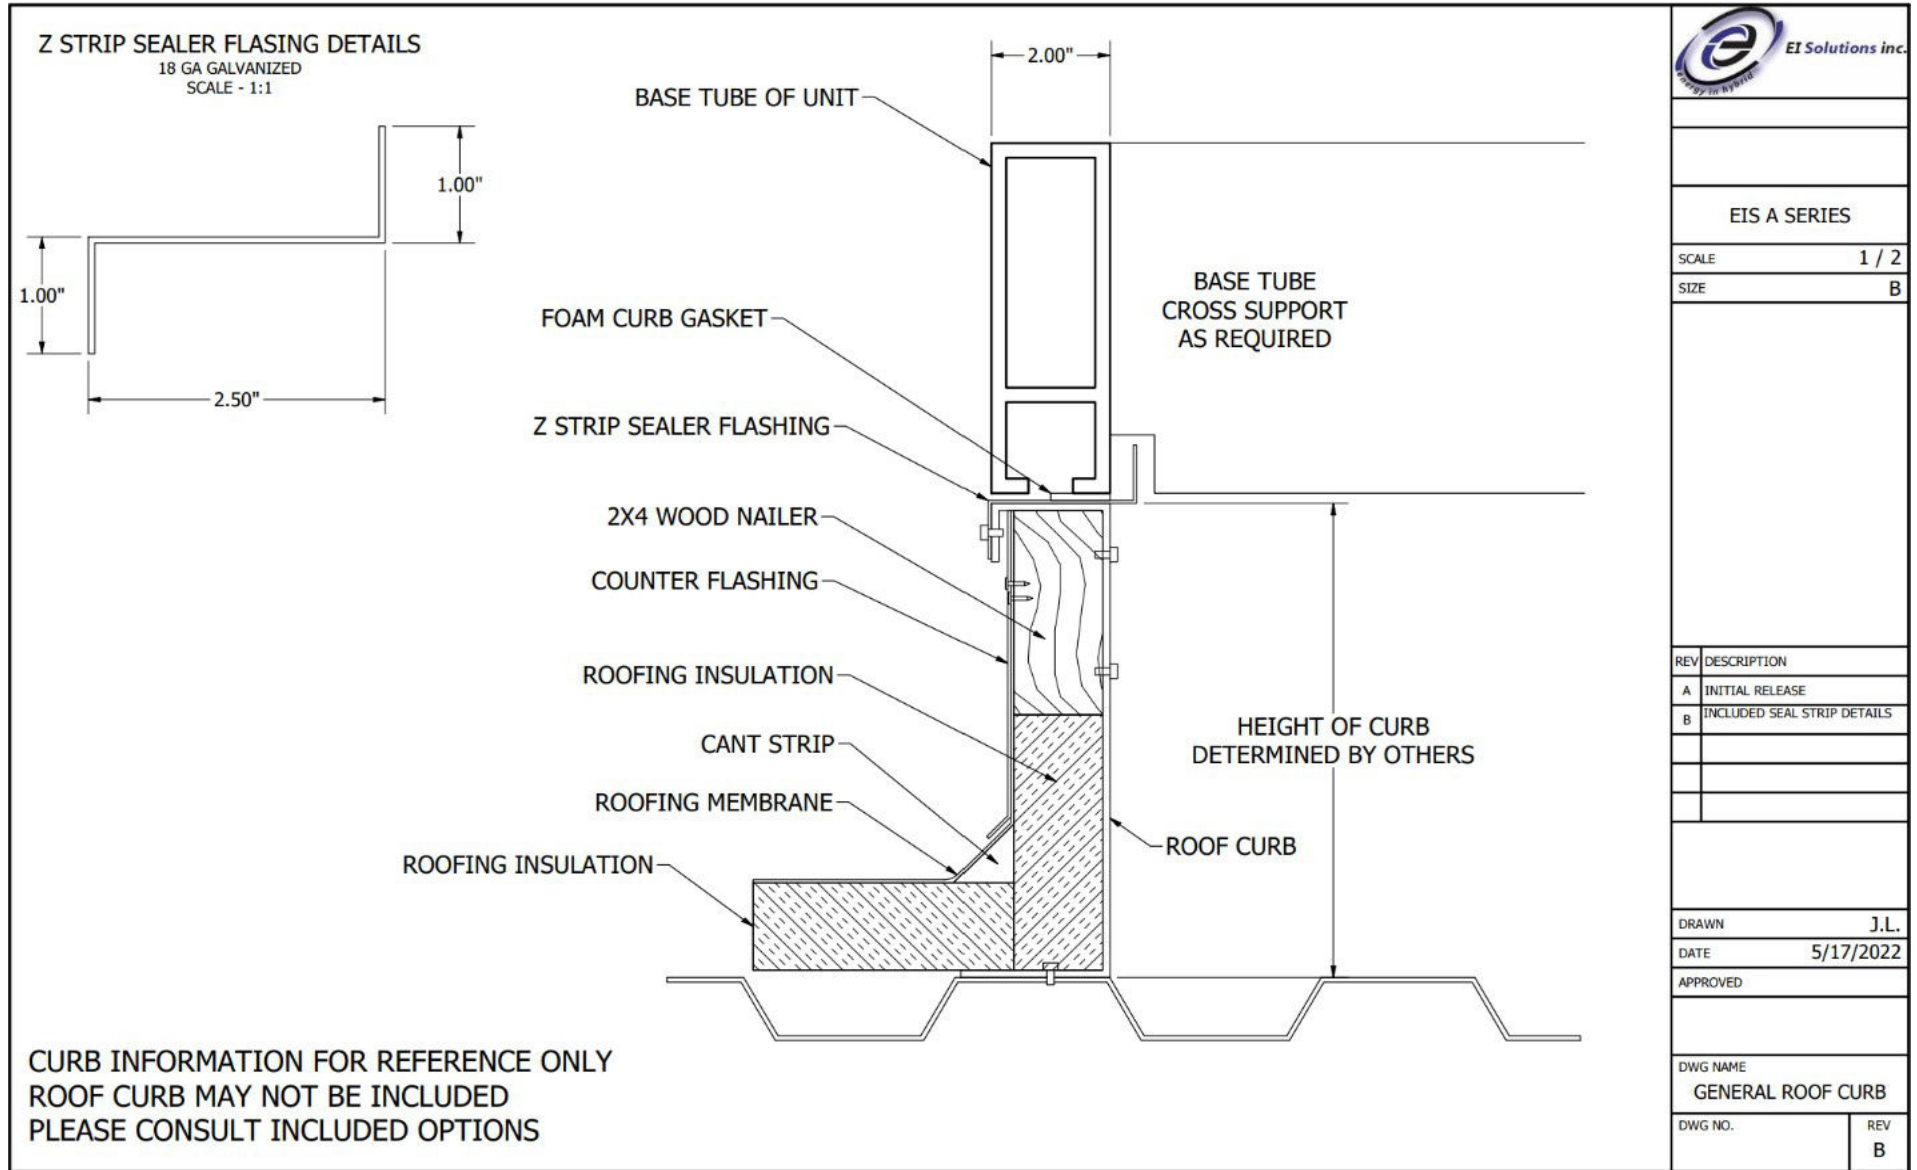 Z STRIP SEALER FLASING DETAILS
18 GA GALVANIZED
SCALE - 1:1
1.00"
1.00"
2.50"
2.00"
BASE TUBE OF UNIT
FOAM CURB GASKET
Z STRIP SEALER FLASHING
2X4 WOOD NAILER
COUNTER FLASHING
ROOFING INSULATION
CANT STRIP
ROOFING MEMBRANE
ROOFING INSULATION
BASE TUBE
CROSS SUPPORT
AS REQUIRED
HEIGHT OF CURB
DETERMINED BY OTHERS
ROOF CURB
CURB INFORMATION FOR REFERENCE ONLY
ROOF CURB MAY NOT BE INCLUDED
PLEASE CONSULT INCLUDED OPTIONS
e
energy in hybrid
EI Solutions inc.
EIS A SERIES
SCALE 1 / 2
SIZE B
REV DESCRIPTION
A INITIAL RELEASE
B INCLUDED SEAL STRIP DETAILS
DRAWN J.L.
DATE 5/17/2022
APPROVED
DWG NAME
GENERAL ROOF CURB
DWG NO.
REV
B